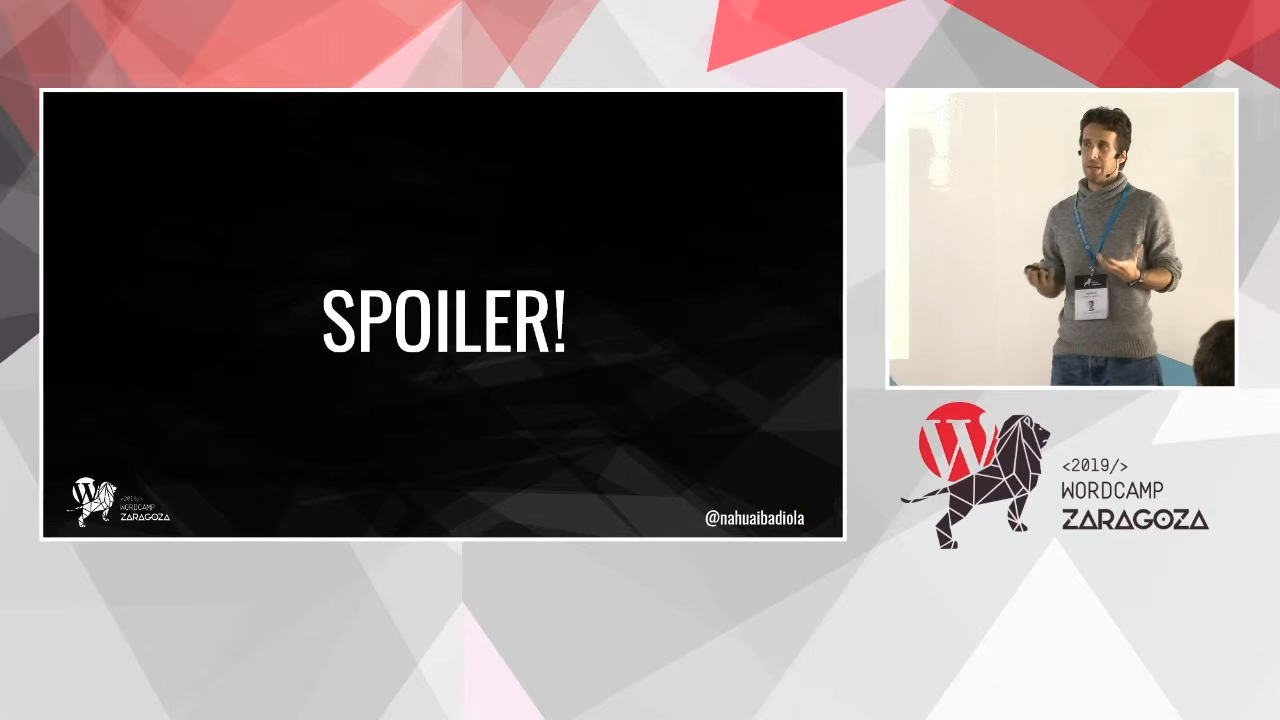 SPOILER!
<2019/>
WORDCAMP
ZARAGOZA
@nahuaibadiola
W
<2019/>
WORDCAMP
ZARAGOZA